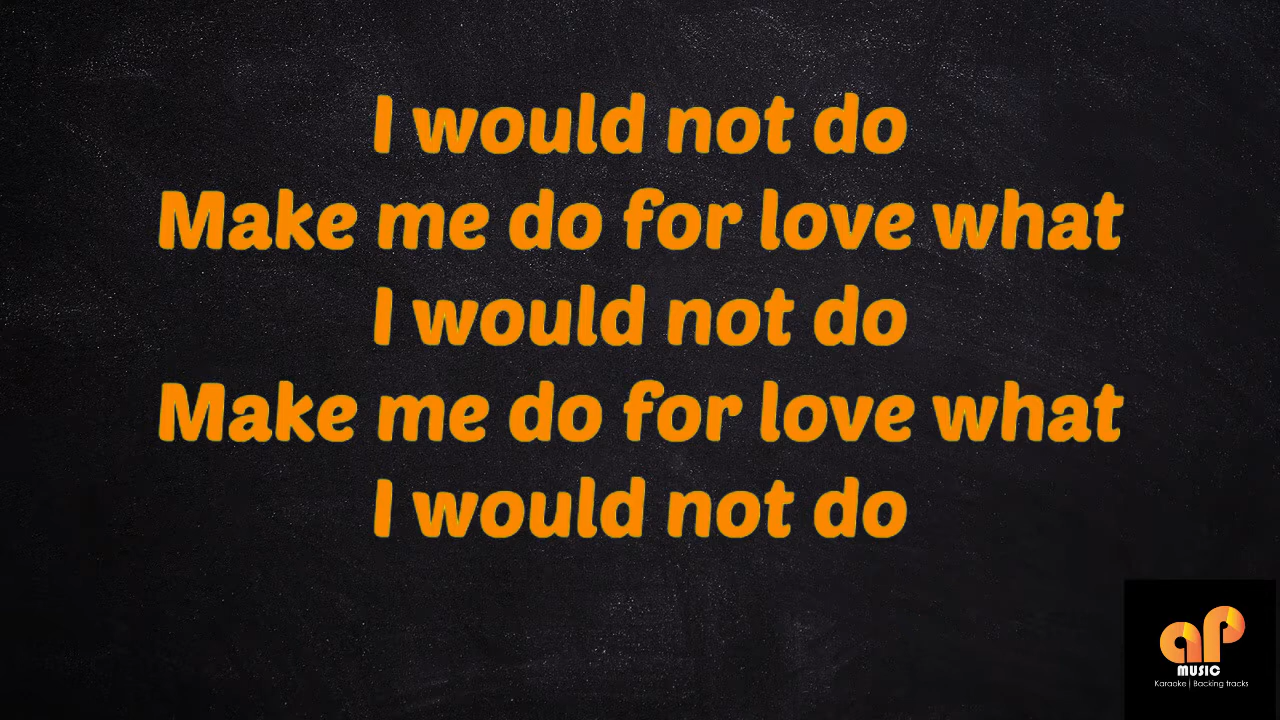 I would not do
Make me do for love what
I would not do
Make me do for love what
I would not do
aP
MUSIC
Karaoke | Backing tracks